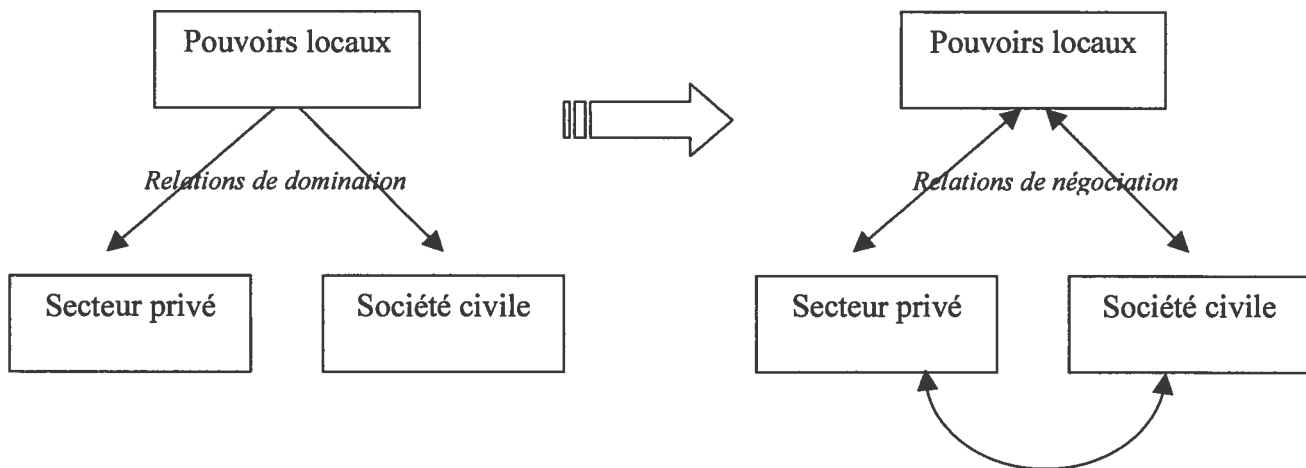 Pouvoirs locaux
Relations de domination
Secteur privé
Société civile
Pouvoirs locaux
Relations de négociation
Secteur privé
Société civile